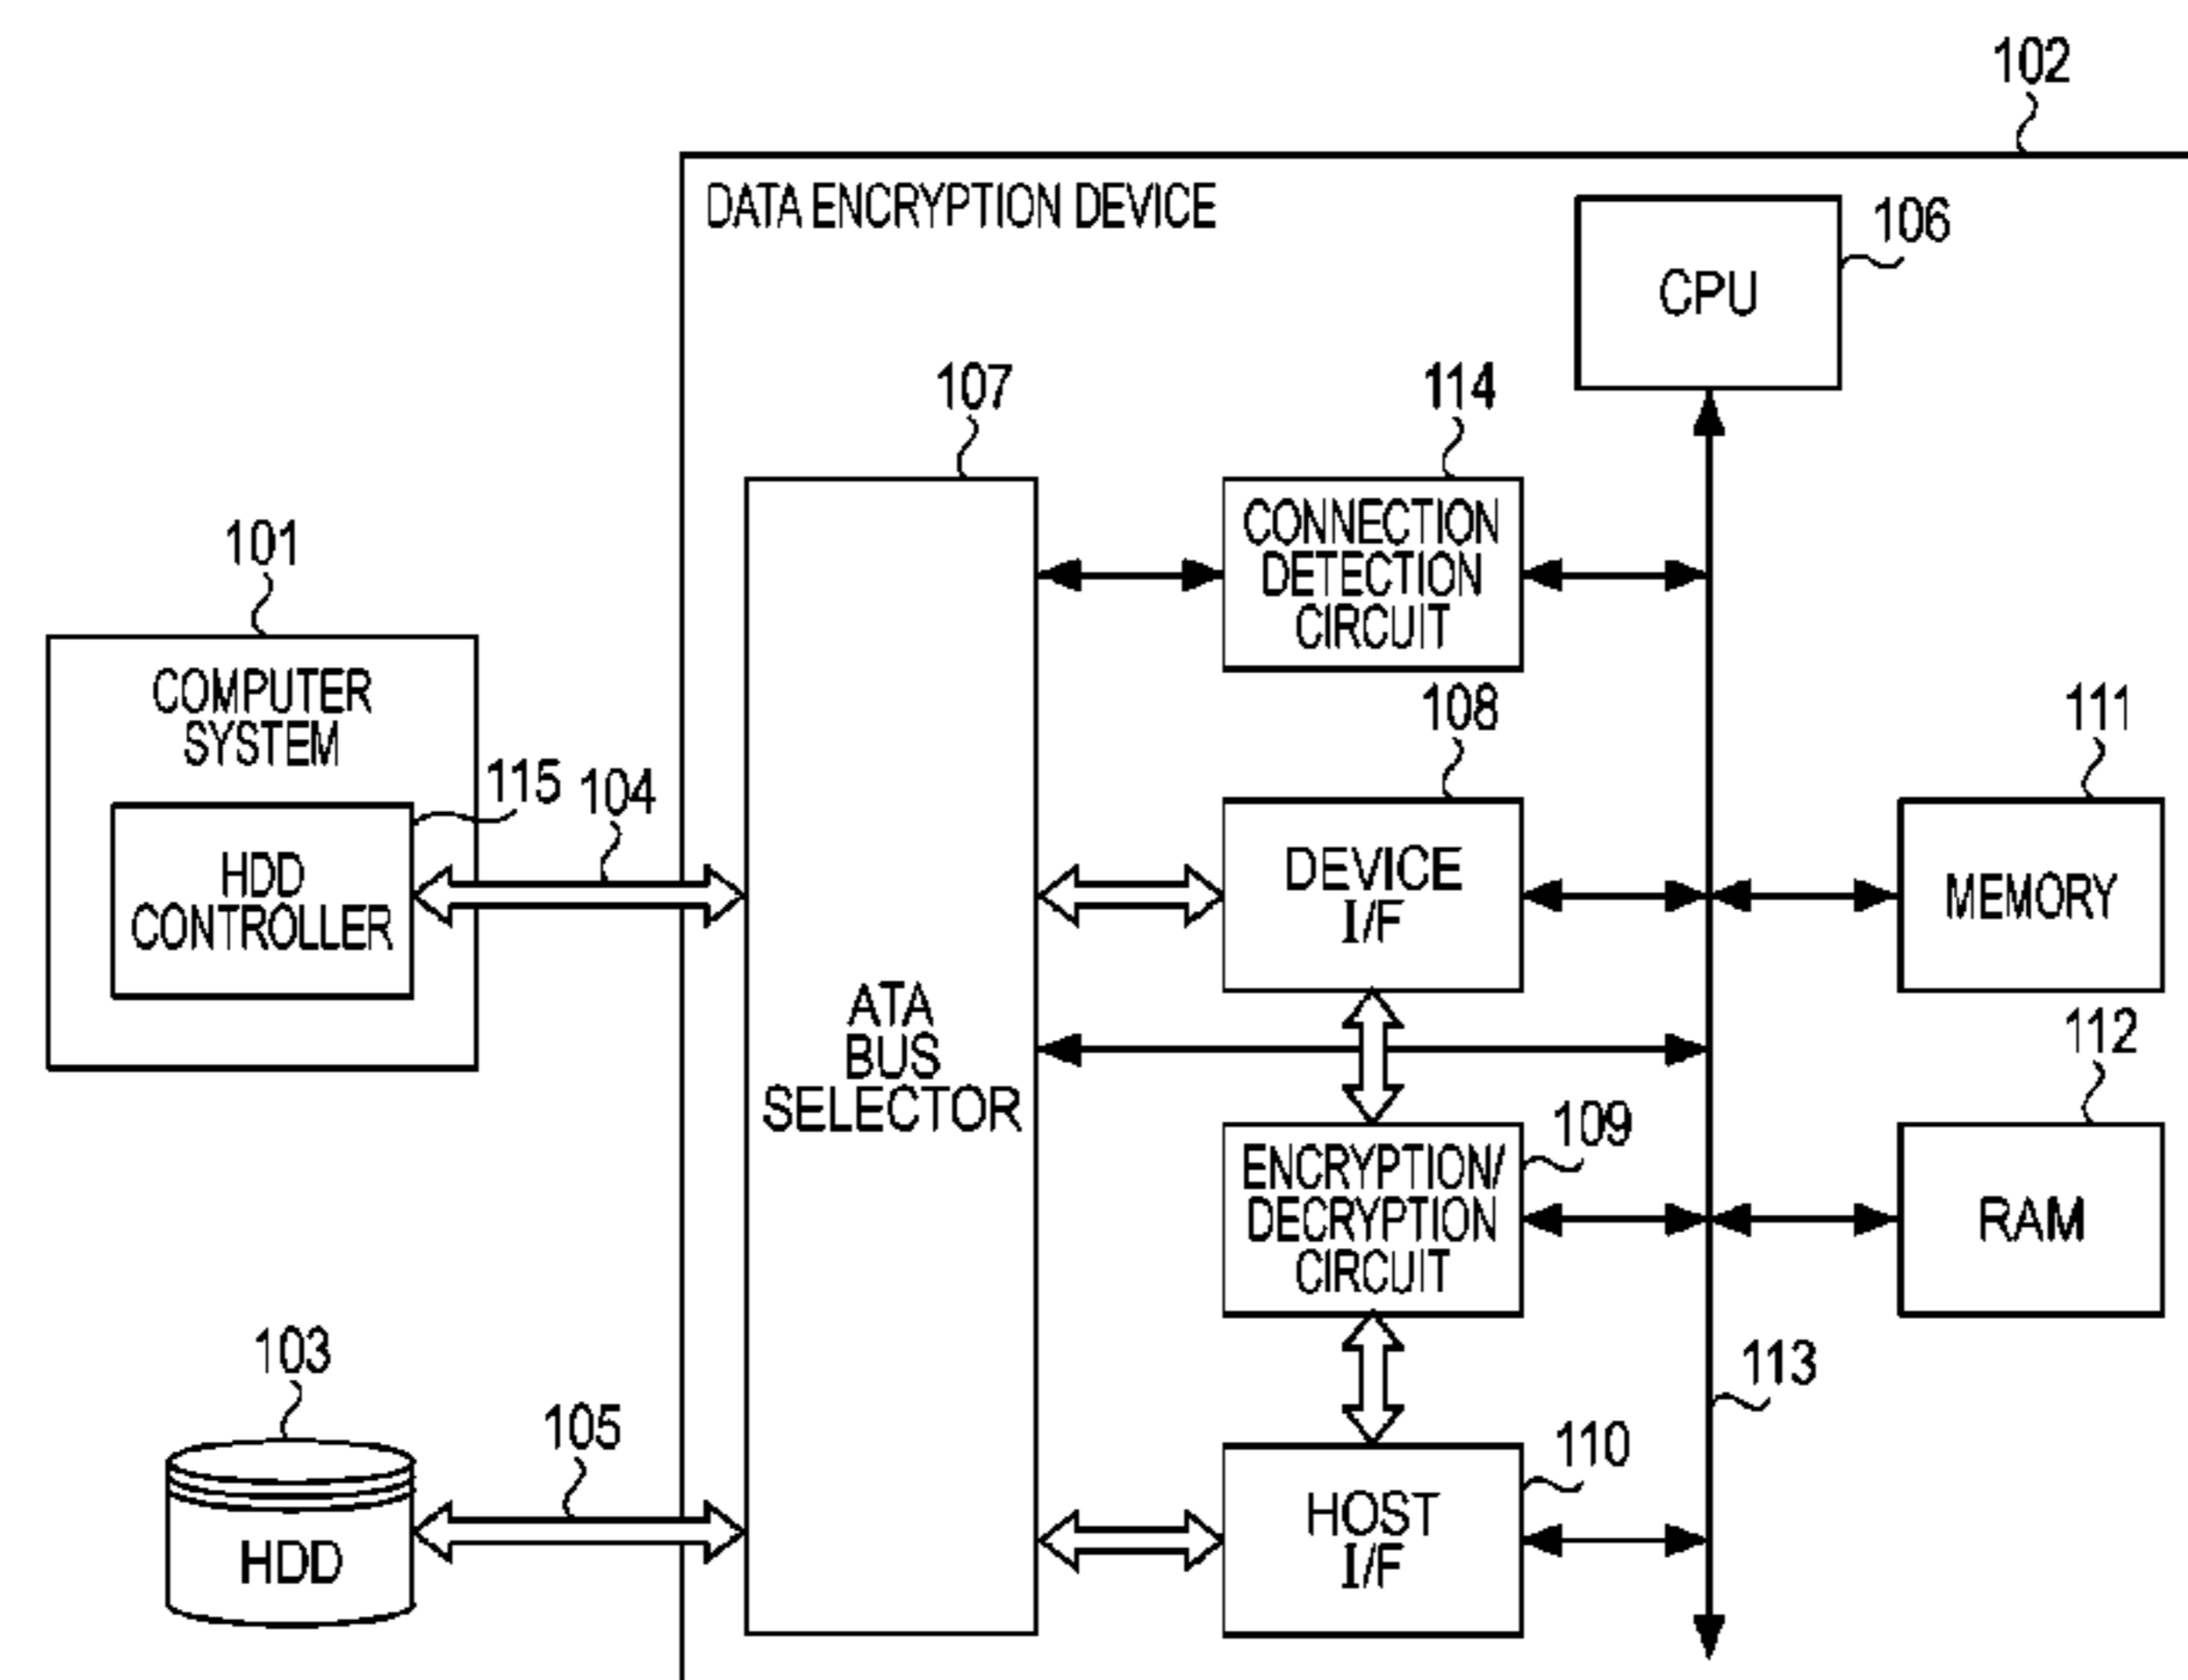 102
DATA ENCRYPTION DEVICE
106
CPU
107
114
CONNECTION
DETECTION
CIRCUIT
101
COMPUTER
SYSTEM
115
104
HDD
CONTROLLER
108
DEVICE
I/F
111
MEMORY
ATA
BUS
SELECTOR
112
RAM
109
ENCRYPTION/
DECRYPTION
CIRCUIT
103
HDD
105
113
110
HOST
I/F